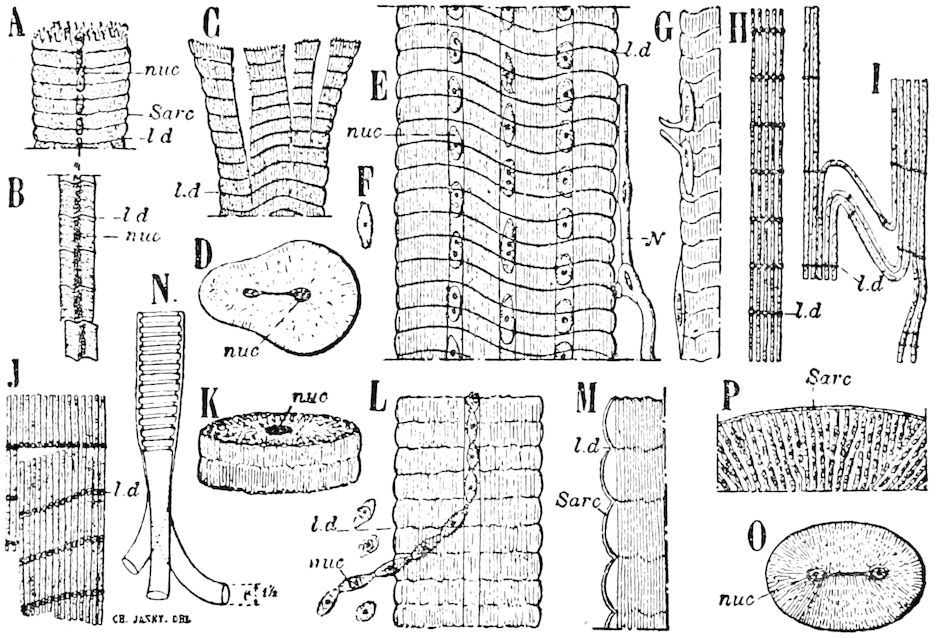 A
nuc
Sarc
l d
B
l d
nuc
C
l.d
D
nuc
E
nuc
l.d
F
N
G
H
l.d
I
l.d
J
l.d
N.
1½
CH. JANET. DEL
K
nuc
L
l.d
nuc
M
l.d
Sarc
P
Sarc
O
nuc